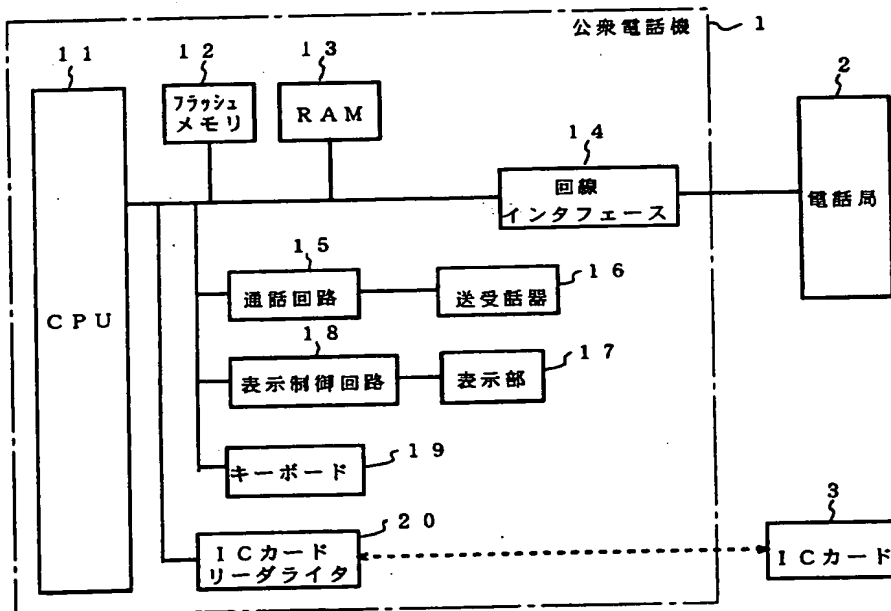 公衆電話機
1
11
12
13
フラッシュ
メモリ
RAM
2
14
回線
インタフェース
電話局
15
16
通話回路
送受話器
CPU
18
17
表示制御回路
表示部
19
キーボード
20
3
ICカード
リーダライタ
ICカード